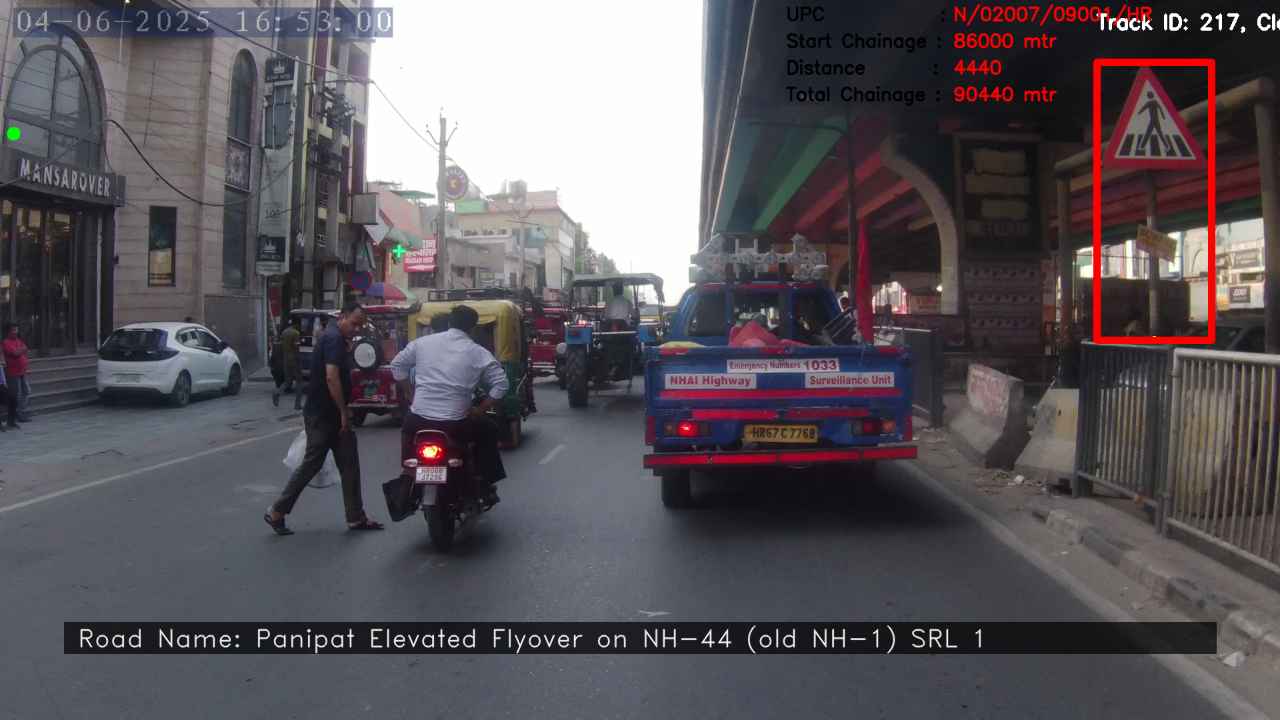 04-06-2025 16:53:00
UPC : N/02007/09001/HR
Track ID: 217, Cl
Start Chainage : 86000 mtr
Distance : 4440
Total Chainage : 90440 mtr
MANSAROVER
Emergency Numbers 1033
NHAI Highway
Surveillance Unit
HR67C7768
Road Name: Panipat Elevated Flyover on NH-44 (old NH-1) SRL 1